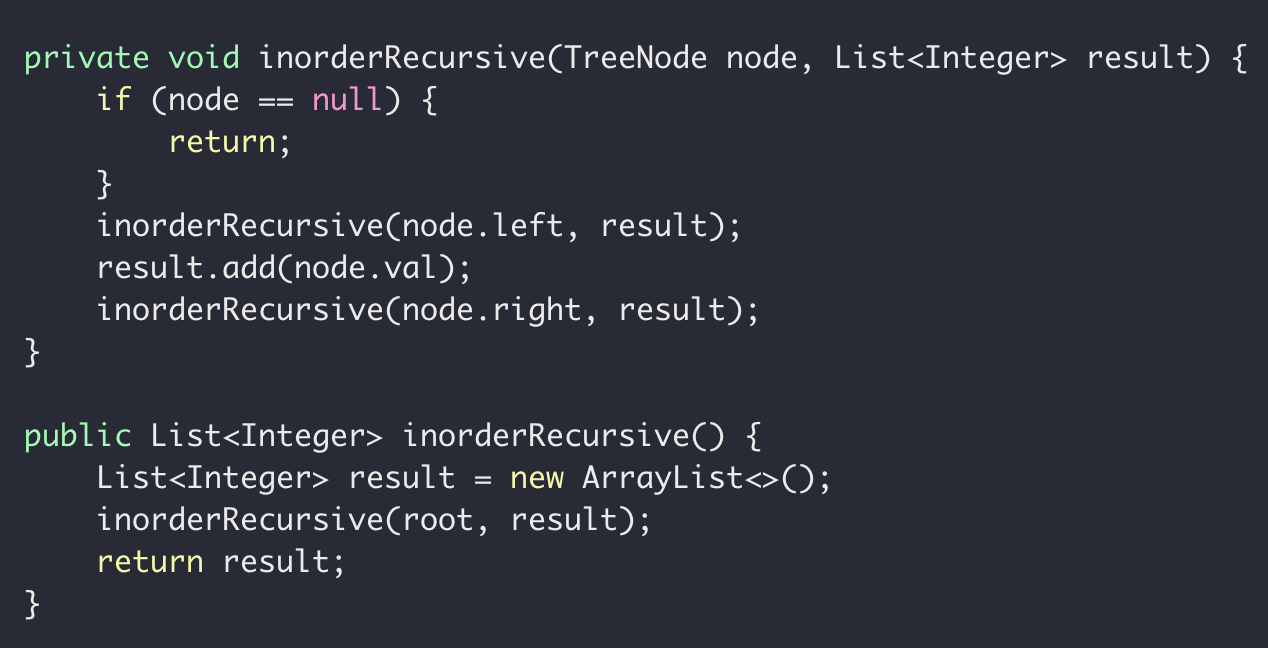 private void inorderRecursive(TreeNode node, List<Integer> result) {
    if (node == null) {
        return;
    }
    inorderRecursive(node.left, result);
    result.add(node.val);
    inorderRecursive(node.right, result);
}

public List<Integer> inorderRecursive() {
    List<Integer> result = new ArrayList<>();
    inorderRecursive(root, result);
    return result;
}